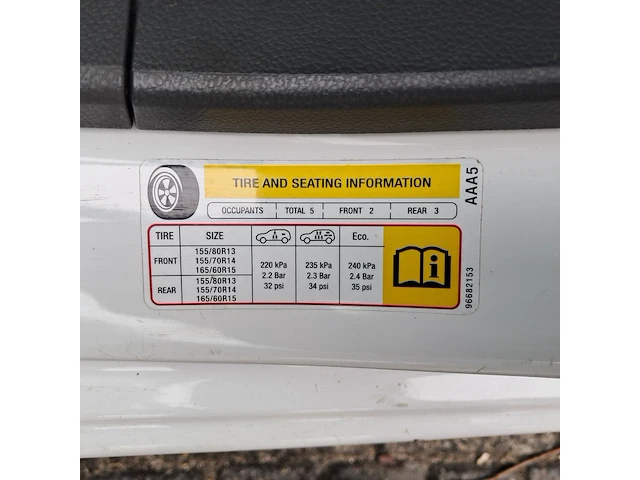 TIRE AND SEATING INFORMATION
OCCUPANTS TOTAL 5 FRONT 2 REAR 3
TIRE SIZE Eco.
FRONT
155/80R13
155/70R14
165/60R15
REAR
155/80R13
155/70R14
165/60R15
220 kPa
2.2 Bar
32 psi
235 kPa
2.3 Bar
34 psi
240 kPa
2.4 Bar
35 psi
i
AAA5
96682153